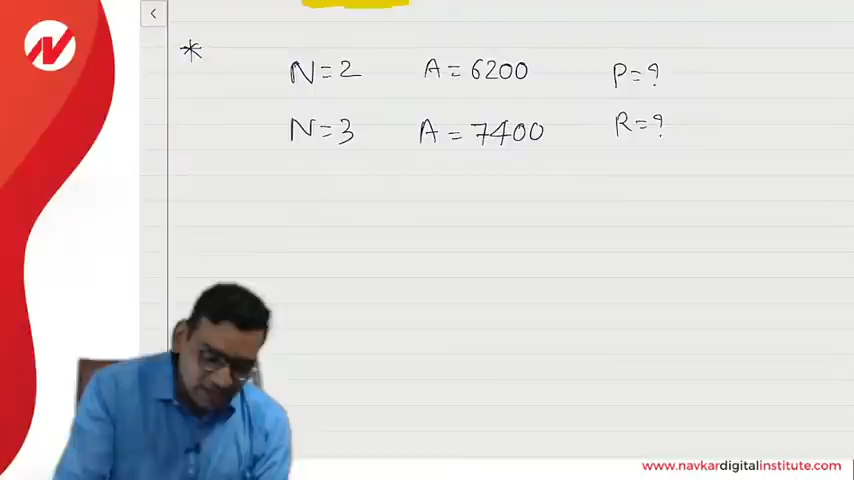 <
*
N=2 A=6200 P=?
N=3 A=7400 R=?
www.navkardigitalinstitute.com